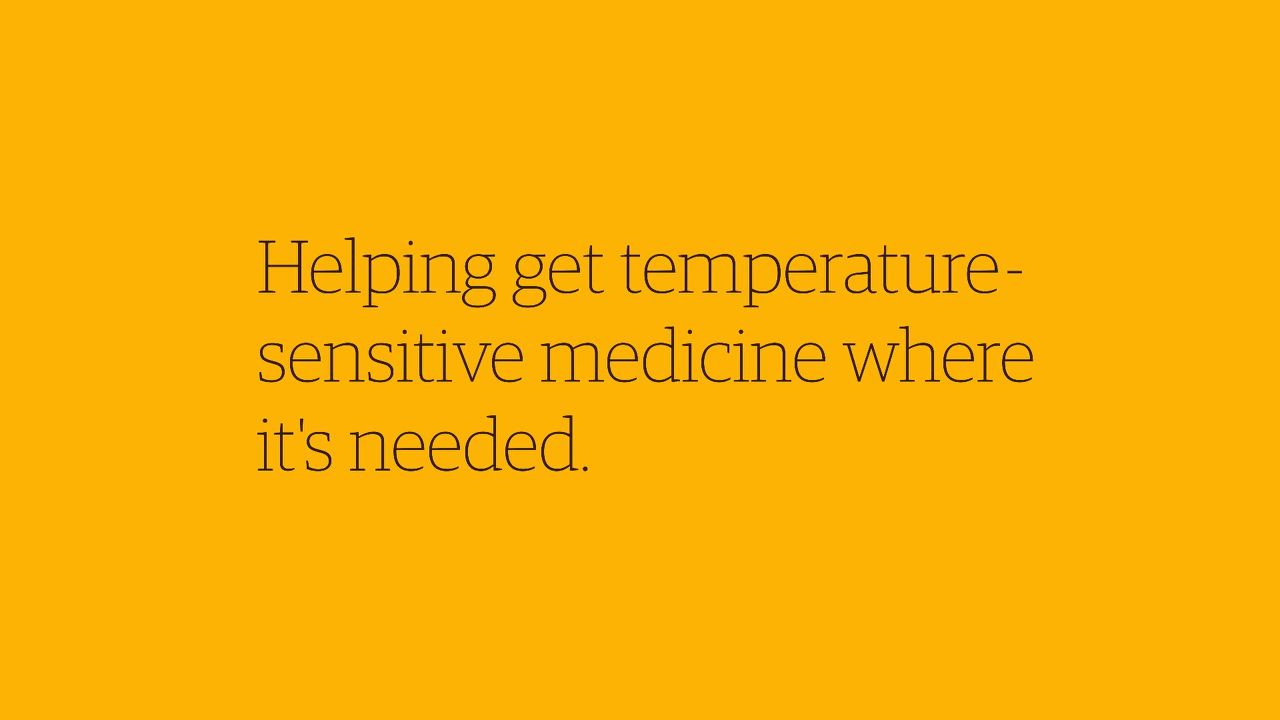 Helping get temperature-
sensitive medicine where
it's needed.